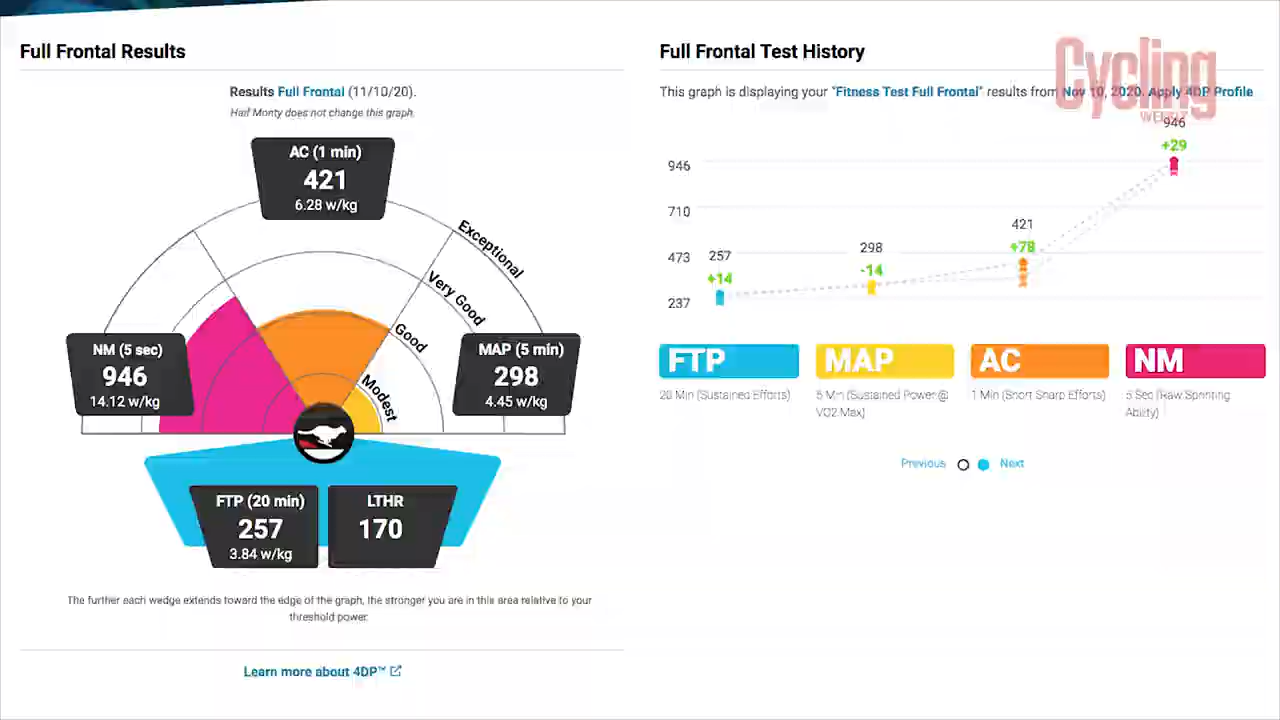 Full Frontal Results
Results Full Frontal (11/10/20).
Half Monty does not change this graph.
AC (1 min)
421
6.28 w/kg
Exceptional
Very Good
Good
Modest
NM (5 sec)
946
14.12 w/kg
MAP (5 min)
298
4.45 w/kg
FTP (20 min)
257
3.84 w/kg
LTHR
170
The further each wedge extends toward the edge of the graph, the stronger you are in this area relative to your
threshold power.
Learn more about 4DP™
Full Frontal Test History
Cycling
WEEKLY
This graph is displaying your "Fitness Test Full Frontal" results from Nov 10, 2020. Apply 4DP Profile
946
+29
946
710
473
237
257
+14
298
-14
421
+78
FTP
20 Min (Sustained Efforts)
MAP
5 Min (Sustained Power @
VO2 Max)
AC
1 Min (Short Sharp Efforts)
NM
5 Sec (Raw Sprinting
Ability)
Previous
Next